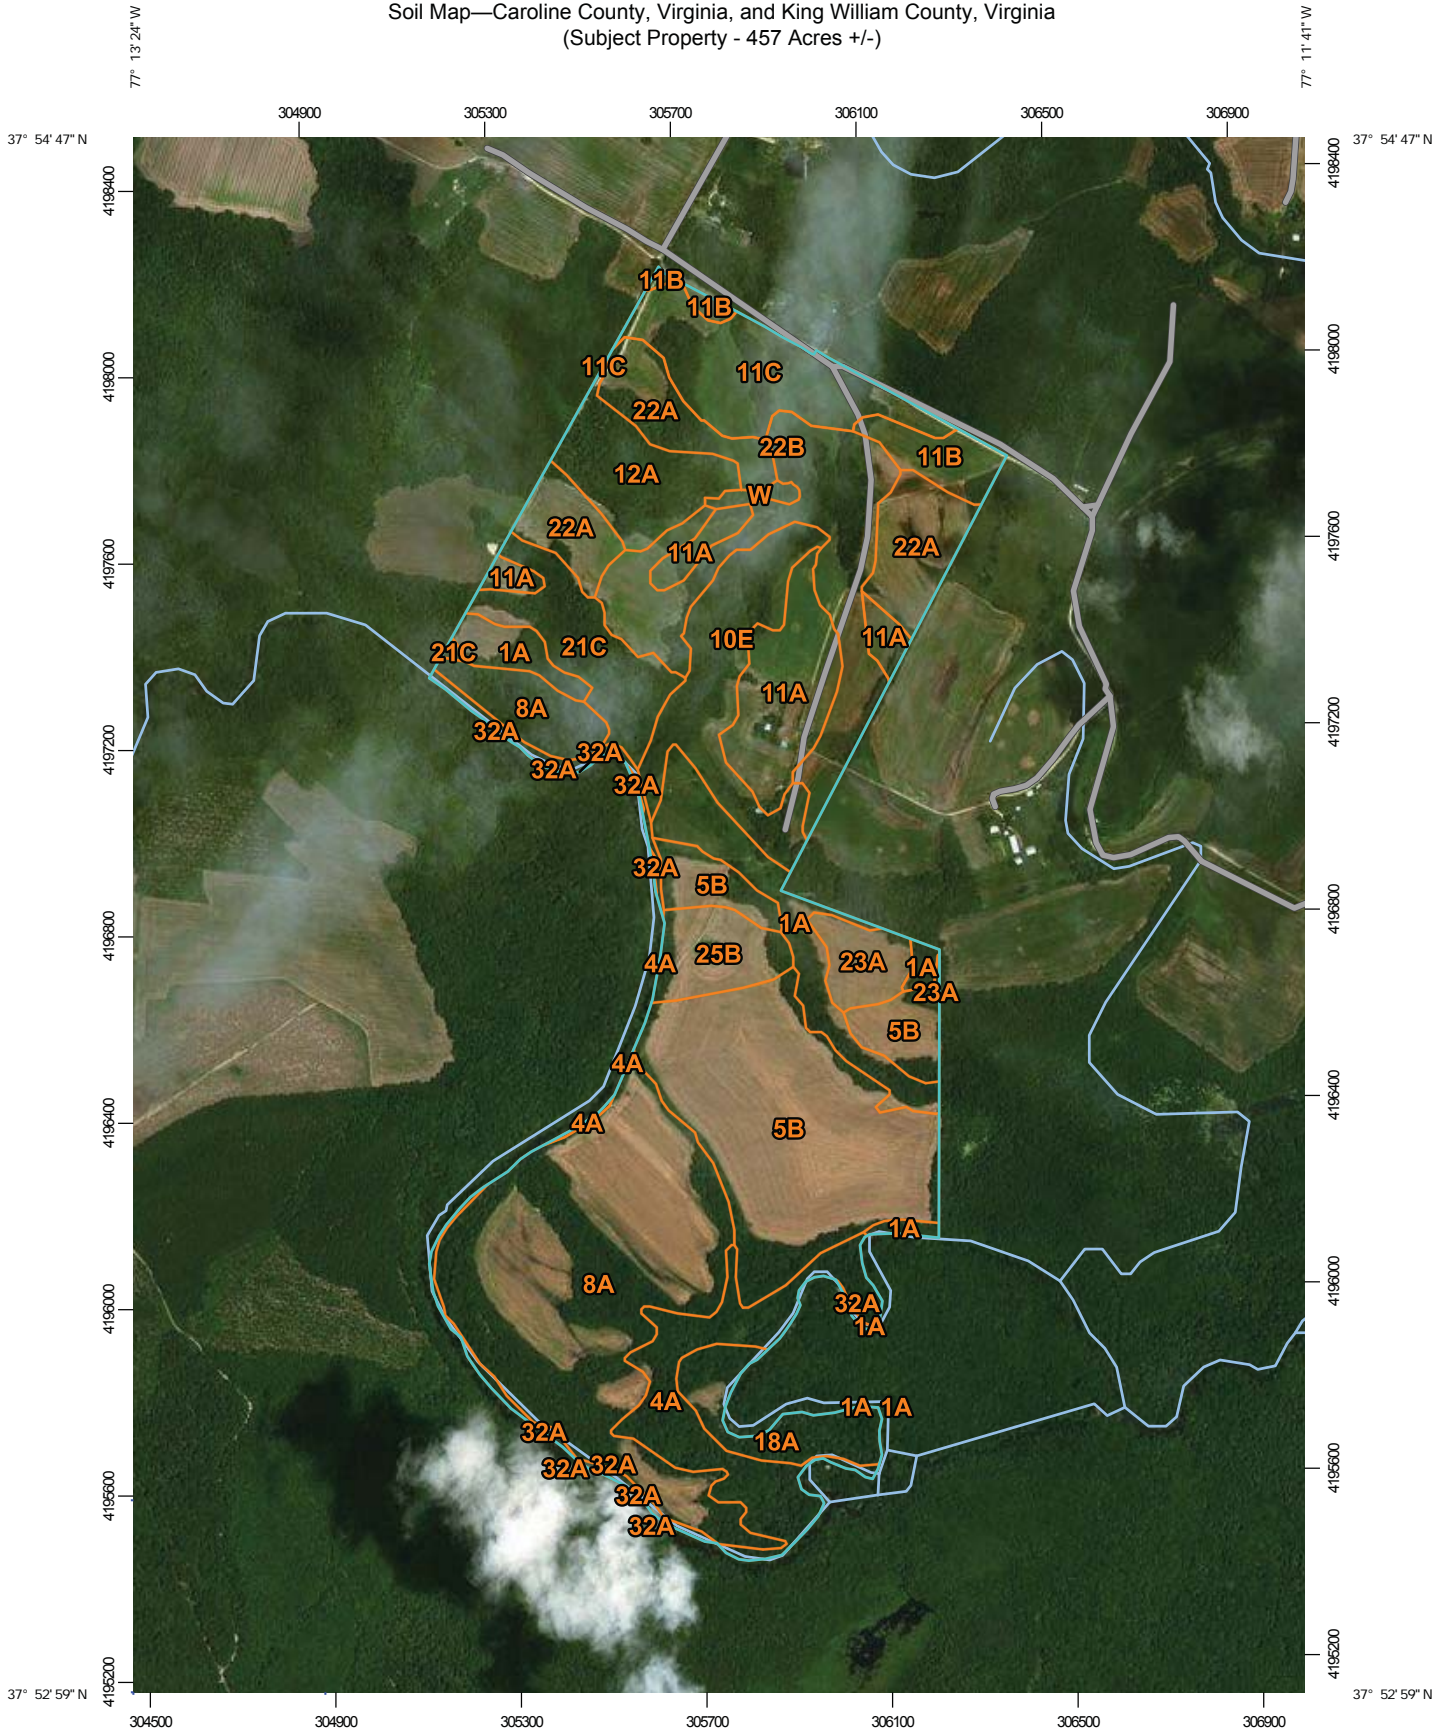 Soil Map—Caroline County, Virginia, and King William County, Virginia
(Subject Property - 457 Acres +/-)
77° 13' 24" W
77° 11' 41" W
304900
305300
305700
306100
306500
306900
37° 54' 47" N
37° 54' 47" N
4198400
4198400
11B
11B
4198000
4198000
11C
11C
22A
22B
11B
12A
W
22A
22A
4197600
4197600
11A
11A
10E
11A
21C
1A
21C
11A
8A
32A
4197200
4197200
32A
32A
32A
32A
5B
1A
4196800
4196800
25B
23A
1A
4A
23A
5B
4A
4196400
4196400
4A
5B
1A
8A
4196000
4196000
32A
1A
4A
1A
1A
32A
18A
32A
32A
4195600
4195600
32A
32A
4195200
4195200
37° 52' 59" N
37° 52' 59" N
304500
304900
305300
305700
306100
306500
306900